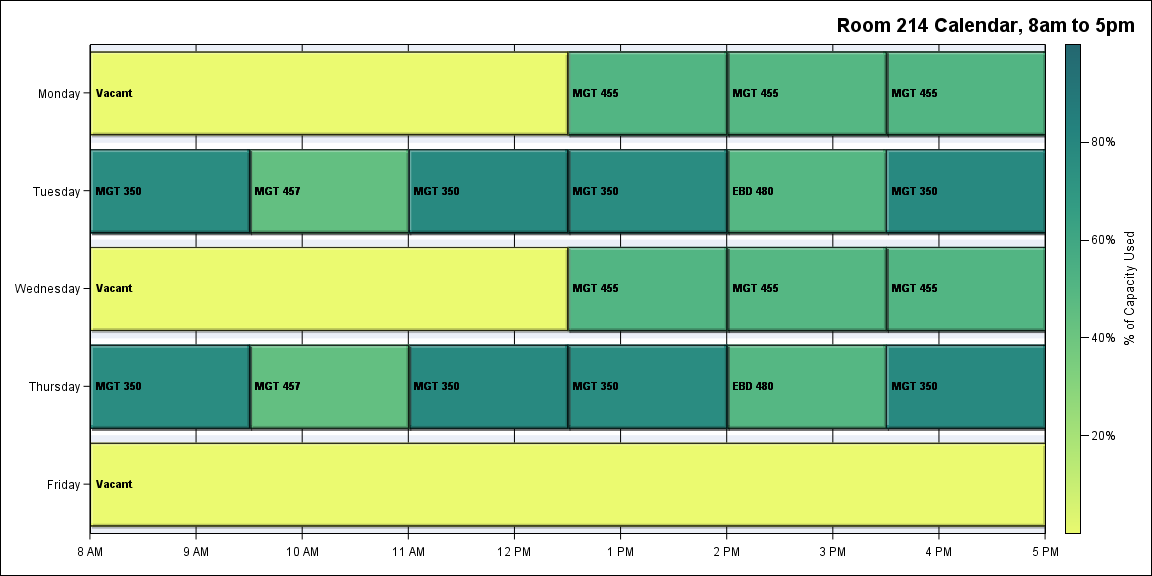 Room 214 Calendar, 8am to 5pm
Monday
Vacant
MGT 455
MGT 455
MGT 455
Tuesday
MGT 350
MGT 457
MGT 350
MGT 350
EBD 480
MGT 350
Wednesday
Vacant
MGT 455
MGT 455
MGT 455
Thursday
MGT 350
MGT 457
MGT 350
MGT 350
EBD 480
MGT 350
Friday
Vacant
8 AM
9 AM
10 AM
11 AM
12 PM
1 PM
2 PM
3 PM
4 PM
5 PM
80%
60%
40%
20%
% of Capacity Used